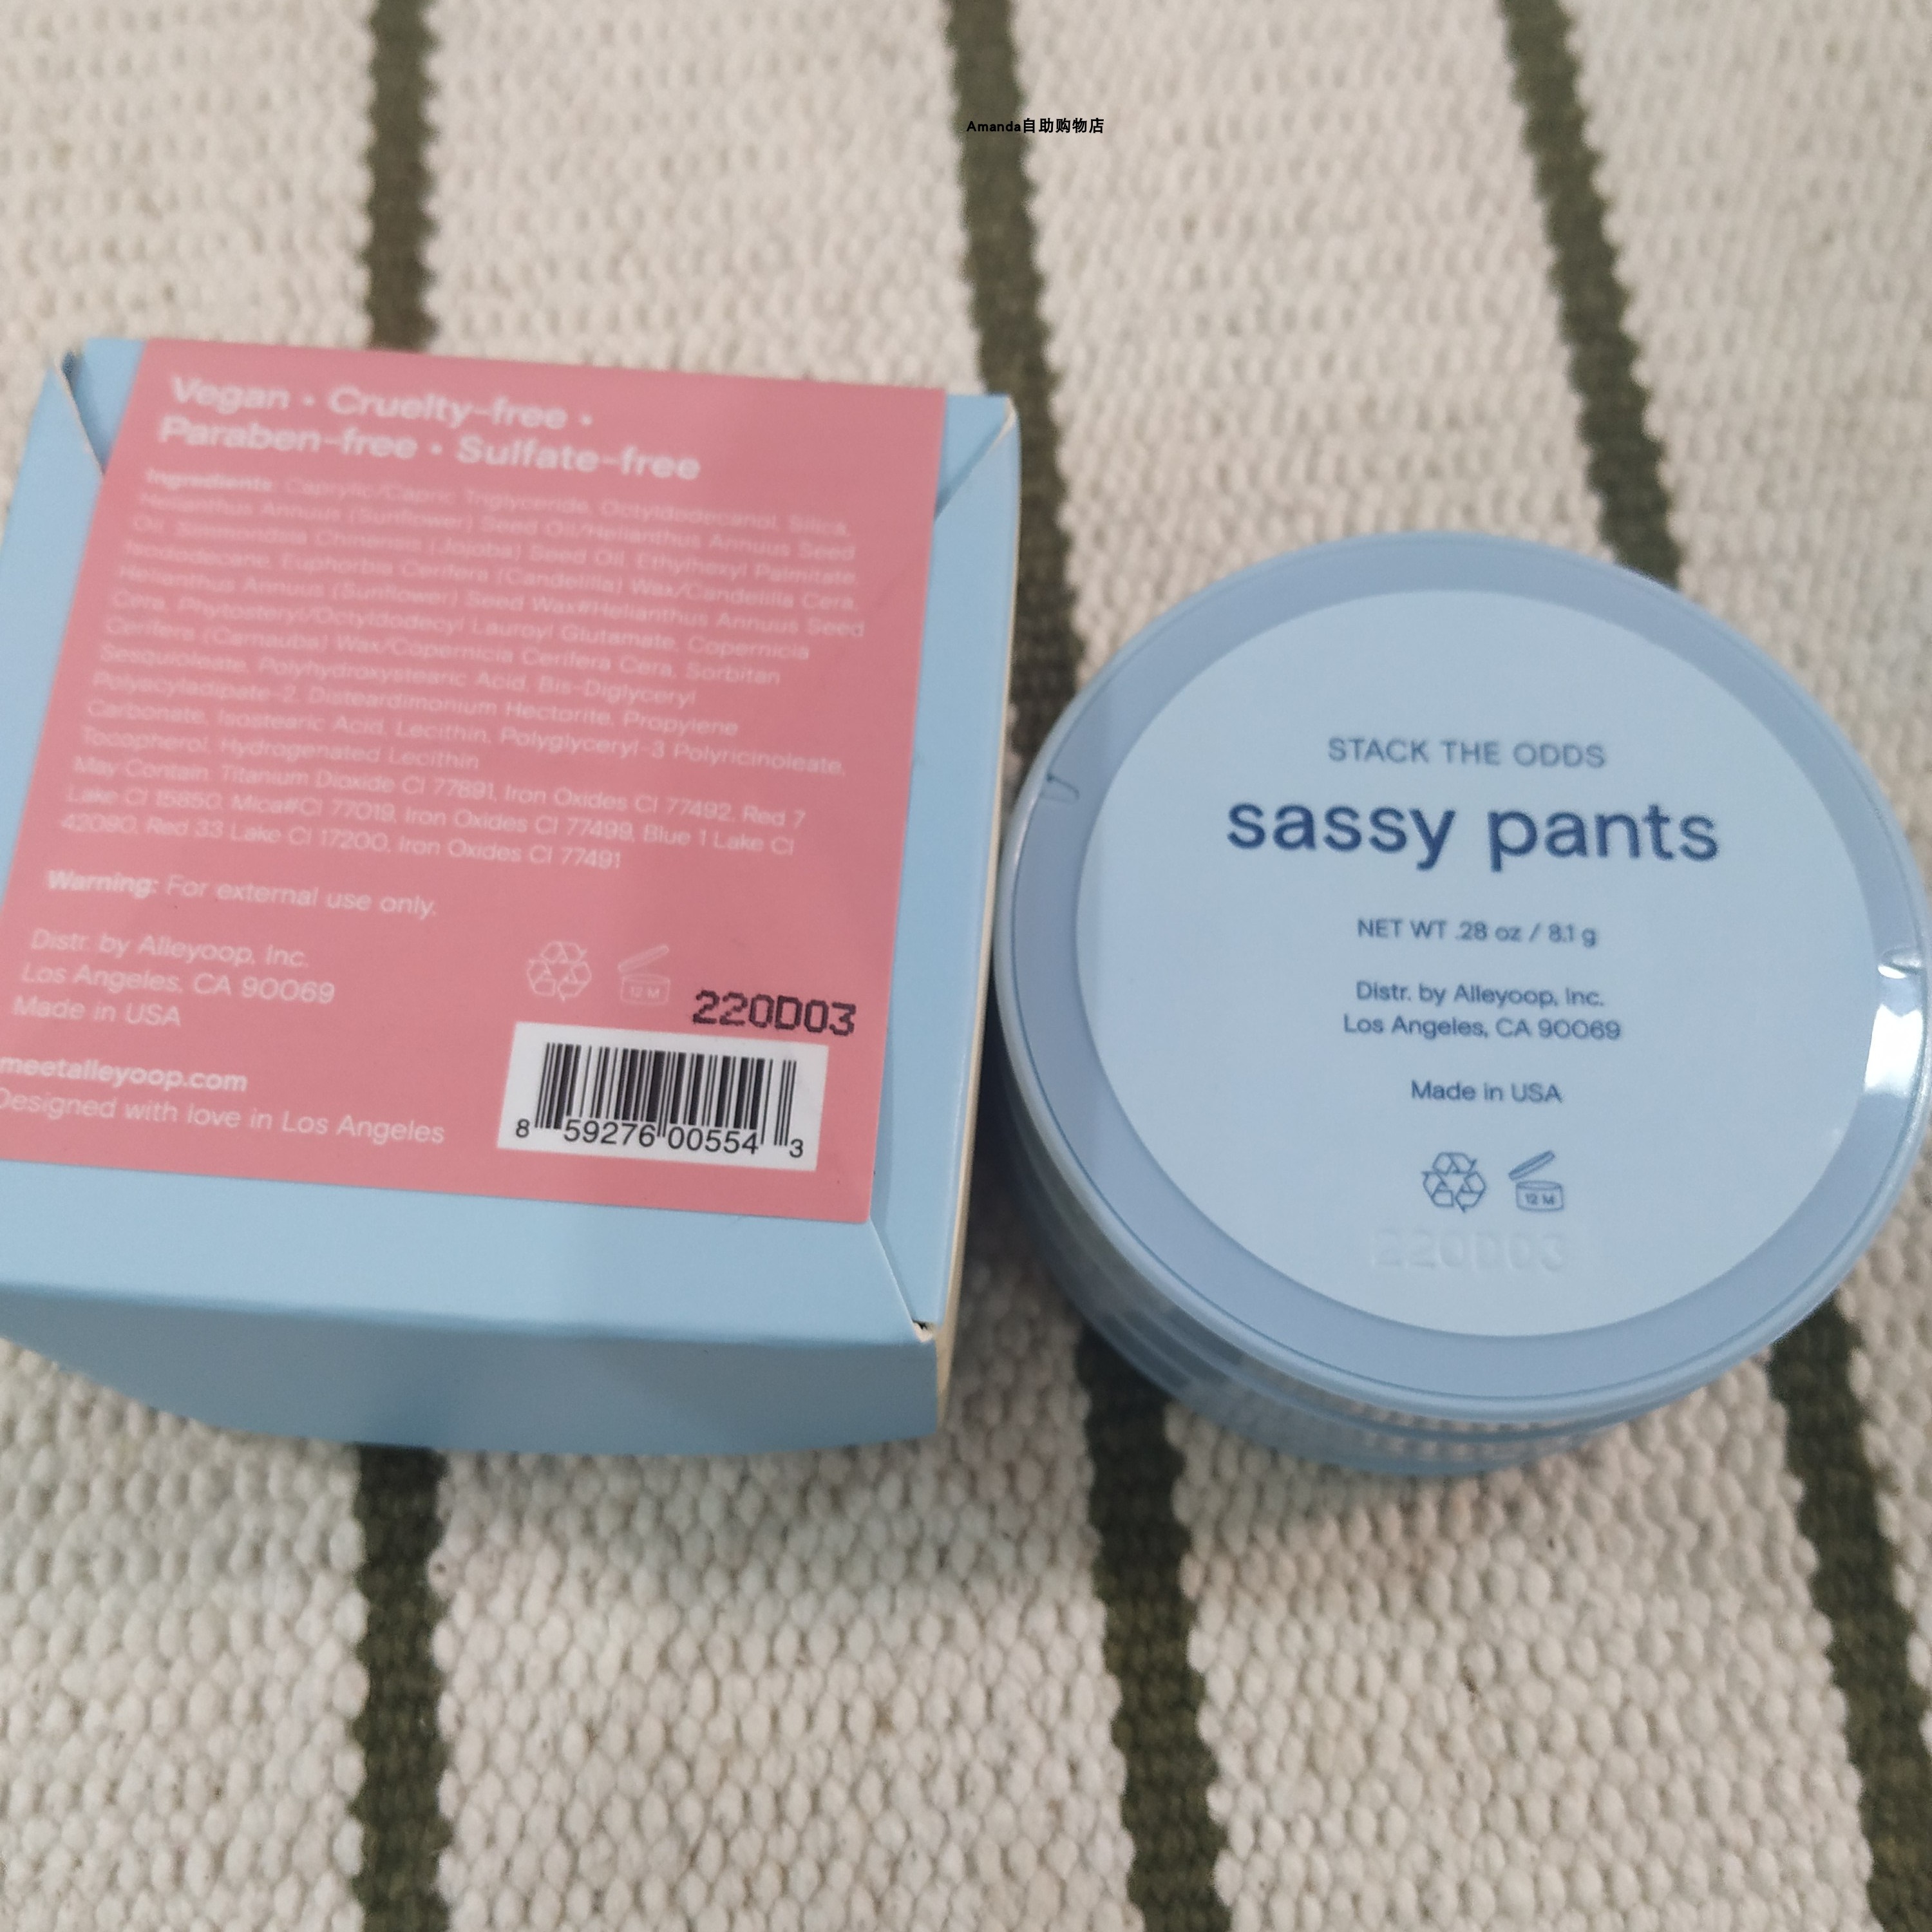 Amanda自助购物店
Vegan • Cruelty-free •
Paraben-free • Sulfate-free
Ingredients: Caprylic/Capric Triglyceride, Octyldodecanol, Silica,
Helianthus Annuus (Sunflower) Seed Oil/Helianthus Annuus Seed
Oil, Simmondsia Chinensis (Jojoba) Seed Oil, Ethylhexyl Palmitate,
Isododecane, Euphorbia Cerifera (Candelilla) Wax/Candelilla Cera,
Helianthus Annuus (Sunflower) Seed Wax#Helianthus Annuus Seed
Cera, Phytosteryl/Octyldodecyl Lauroyl Glutamate, Copernicia
Cerifera (Carnauba) Wax/Copernicia Cerifera Cera, Sorbitan
Sesquioleate, Polyhydroxystearic Acid, Bis-Diglyceryl
Polyacyladipate-2, Disteardimonium Hectorite, Propylene
Carbonate, Isostearic Acid, Lecithin, Polyglyceryl-3 Polyricinoleate,
Tocopherol, Hydrogenated Lecithin
May Contain: Titanium Dioxide CI 77891, Iron Oxides CI 77492, Red 7
Lake CI 15850, Mica#CI 77019, Iron Oxides CI 77499, Blue 1 Lake CI
42090, Red 33 Lake CI 17200, Iron Oxides CI 77491
Warning: For external use only.
Distr. by Alleyoop, Inc.
Los Angeles, CA 90069
Made in USA
12 M
220D03
meetalleyoop.com
Designed with love in Los Angeles
8 59276 00554 3
STACK THE ODDS
sassy pants
NET WT .28 oz / 8.1 g
Distr. by Alleyoop, Inc.
Los Angeles, CA 90069
Made in USA
12 M
220D03